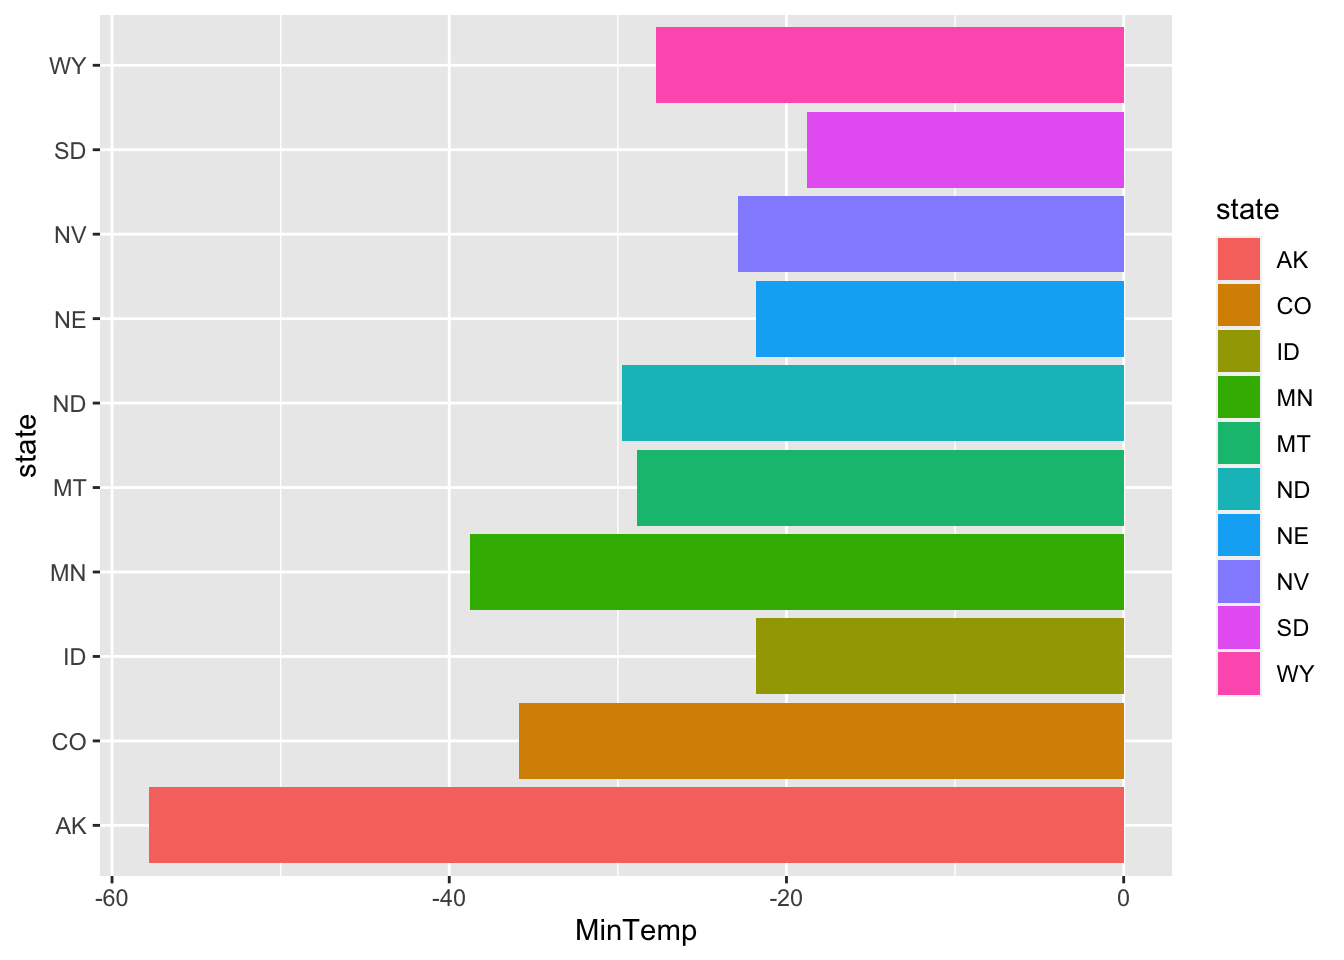 WY
SD
NV
NE
ND
MT
MN
ID
CO
AK
state
-60 -40 -20 0
MinTemp
state
AK
CO
ID
MN
MT
ND
NE
NV
SD
WY